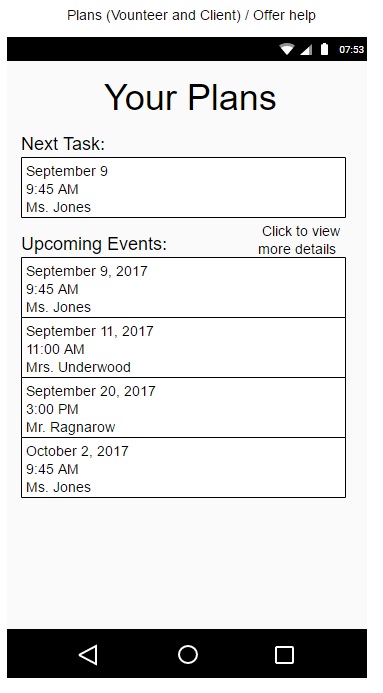 Plans (Vounteer and Client) / Offer help
07:53
Your Plans
Next Task:
September 9
9:45 AM
Ms. Jones
Click to view
more details
Upcoming Events:
September 9, 2017
9:45 AM
Ms. Jones
September 11, 2017
11:00 AM
Mrs. Underwood
September 20, 2017
3:00 PM
Mr. Ragnarow
October 2, 2017
9:45 AM
Ms. Jones